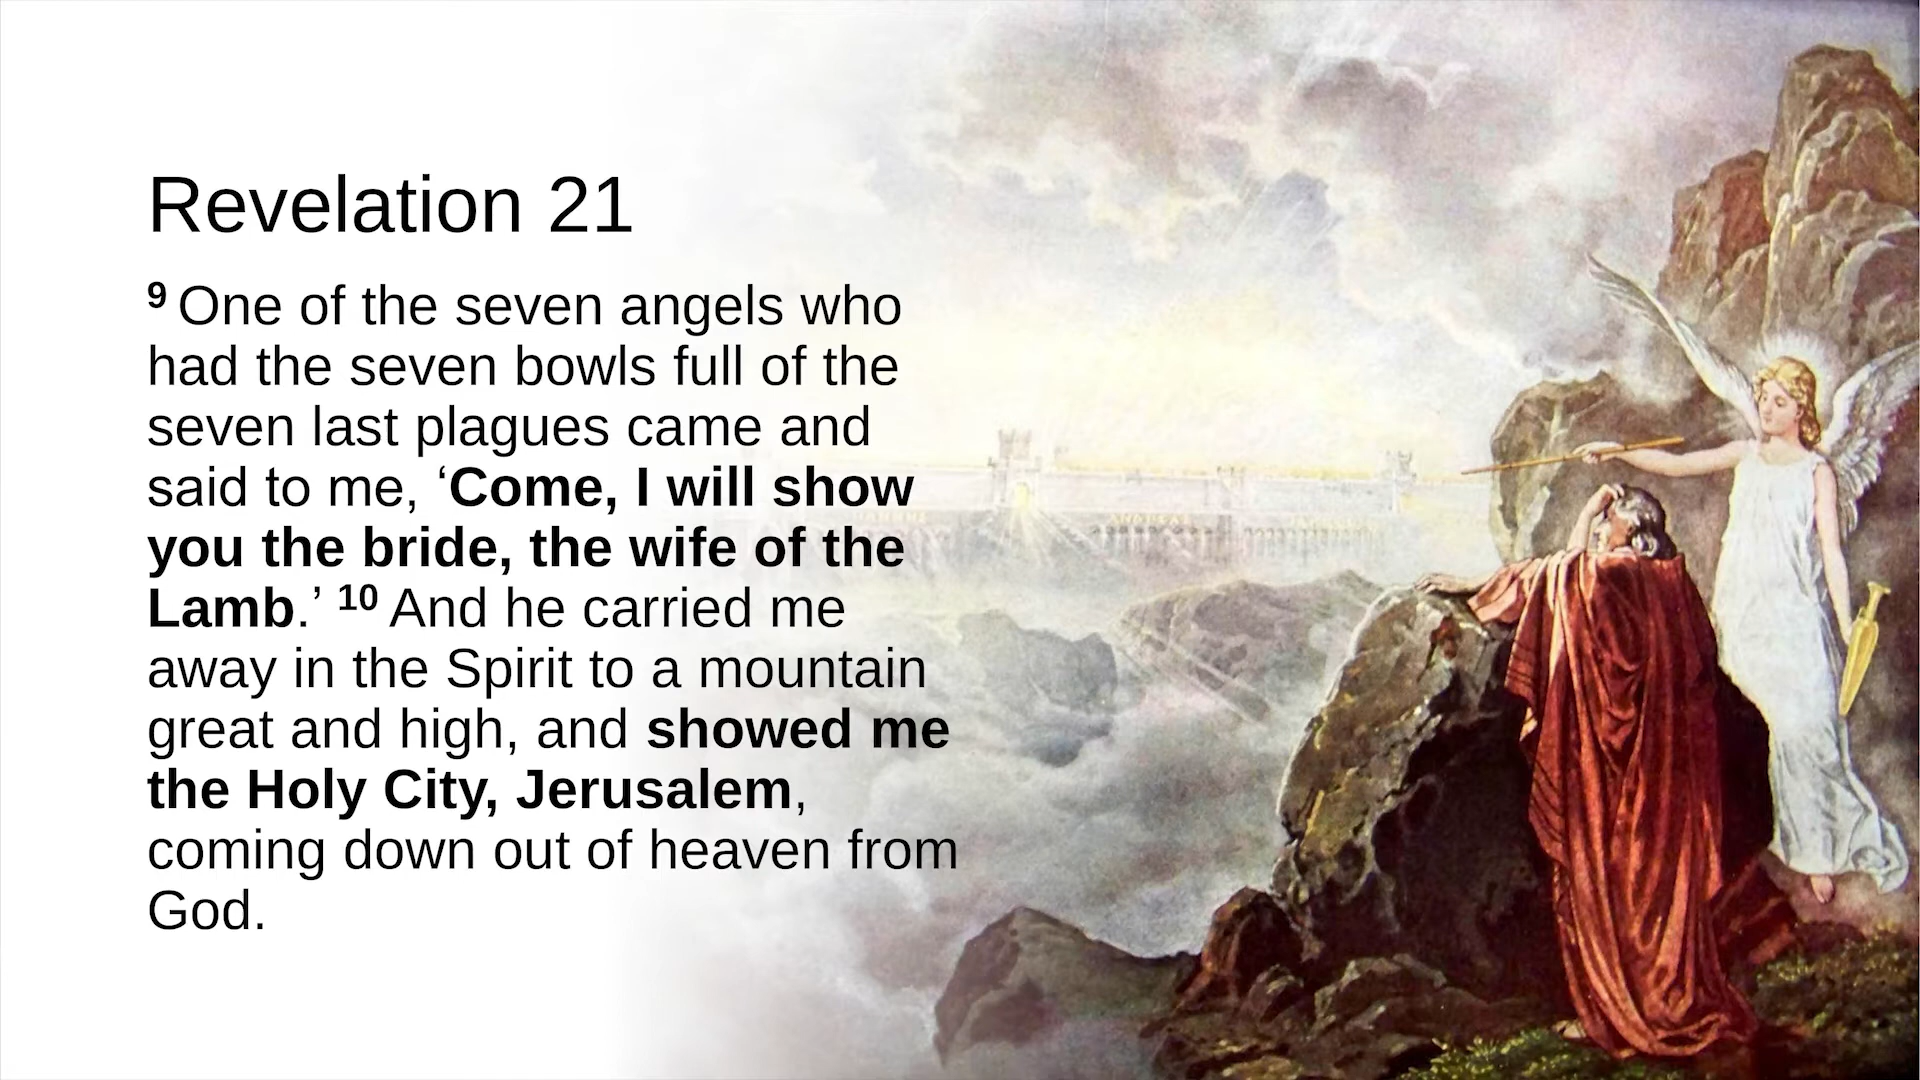 Revelation 21
9 One of the seven angels who
had the seven bowls full of the
seven last plagues came and
said to me, ‘Come, I will show
you the bride, the wife of the
Lamb.’ 10 And he carried me
away in the Spirit to a mountain
great and high, and showed me
the Holy City, Jerusalem,
coming down out of heaven from
God.